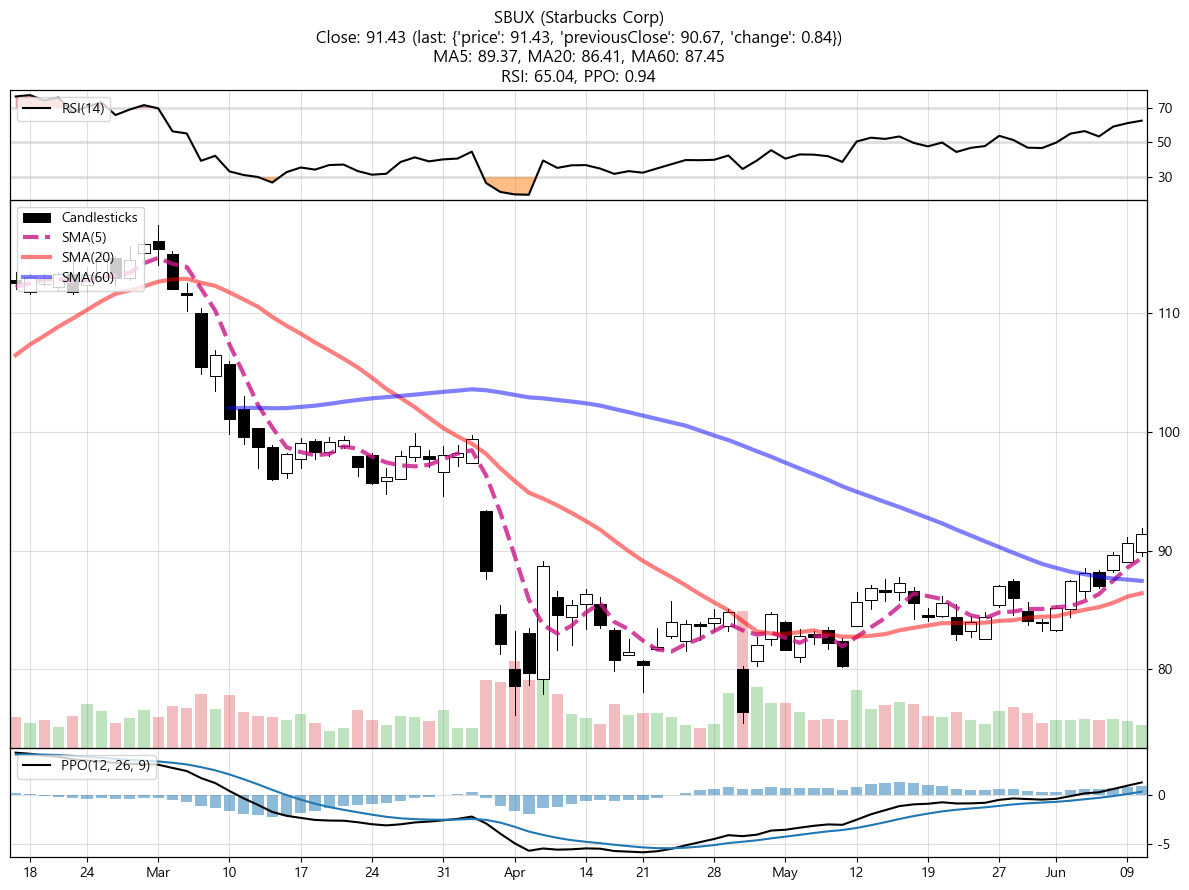 SBUX (Starbucks Corp)
Close: 91.43 (last: {'price': 91.43, 'previousClose': 90.67, 'change': 0.84})
MA5: 89.37, MA20: 86.41, MA60: 87.45
RSI: 65.04, PPO: 0.94
RSI(14)
70
50
30
Candlesticks
SMA(5)
SMA(20)
SMA(60)
110
100
90
80
PPO(12, 26, 9)
0
-5
18 24 Mar 10 17 24 31 Apr 14 21 28 May 12 19 27 Jun 09